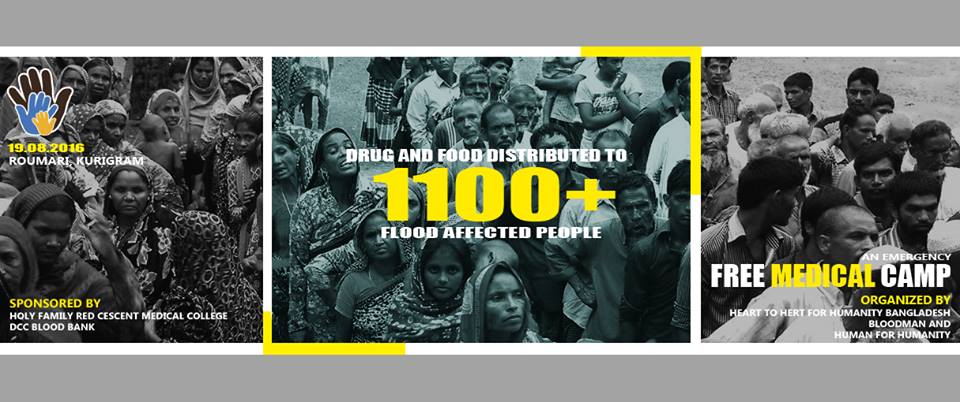 19.08.2016
ROUMARI, KURIGRAM
SPONSORED BY
HOLY FAMILY RED CESCENT MEDICAL COLLEGE
DCC BLOOD BANK
DRUG AND FOOD DISTRIBUTED TO
1100+
FLOOD AFFECTED PEOPLE
AN EMERGENCY
FREE MEDICAL CAMP
ORGANIZED BY
HEART TO HERT FOR HUMANITY BANGLADESH
BLOODMAN AND
HUMAN FOR HUMANITY